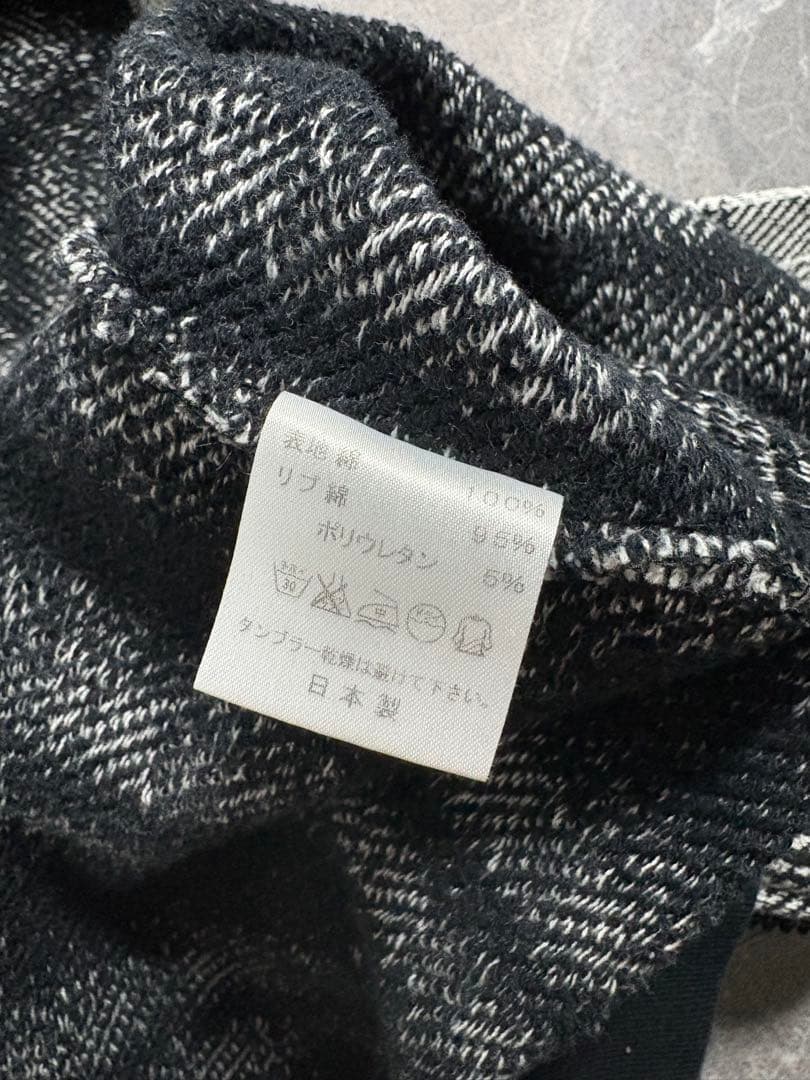 表地 綿 100%
リブ 綿 95%
ポリウレタン 5%
30
タンブラー乾燥は避けて下さい。
日本製